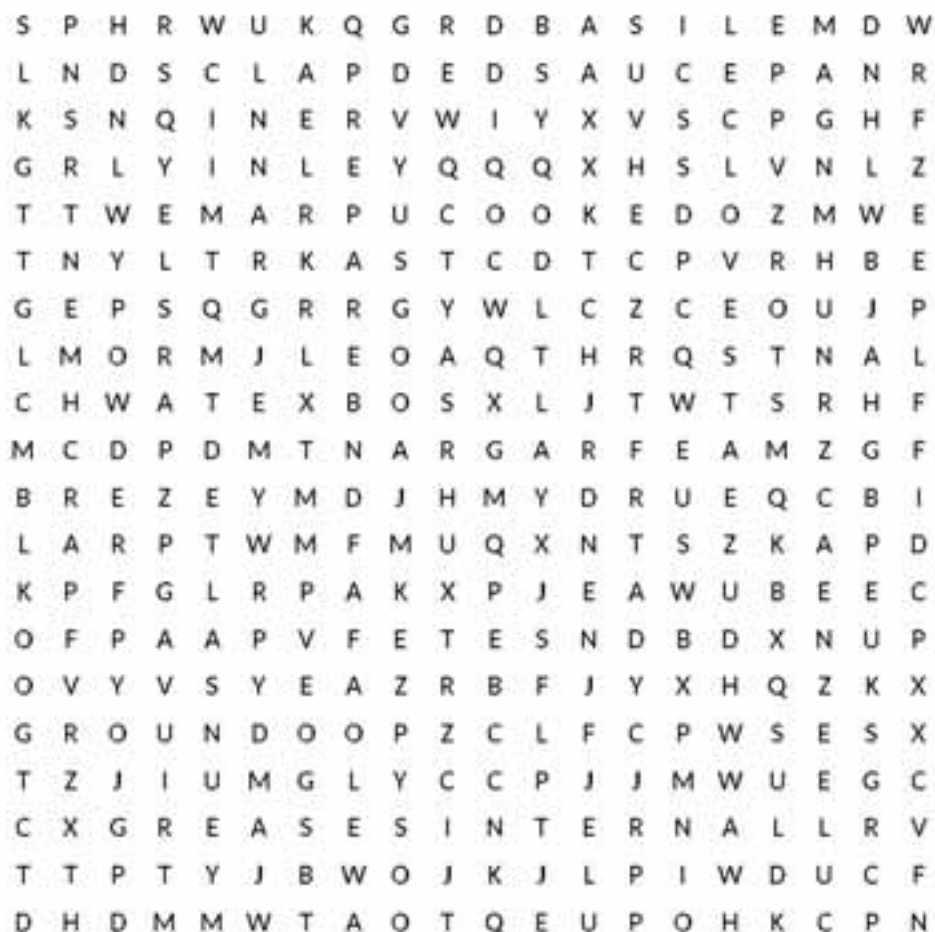 S P H R W U K Q G R D B A S I L E M D W
L N D S C L A P D E D S A U C E P A N R
K S N Q I N E R V W I Y X V S C P G H F
G R L Y I N L E Y Q Q Q X H S L V N L Z
T T W E M A R P U C O O K E D O Z M W E
T N Y L T R K A S T C D T C P V R H B E
G E P S Q G R R G Y W L C Z C E O U J P
L M O R M J L E O A Q T H R Q S T N A L
C H W A T E X B O S X L J T W T S R H F
M C D P D M T N A R G A R F E A M Z G F
B R E Z E Y M D J H M Y D R U E Q C B I
L A R P T W M F M U Q X N T S Z K A P D
K P F G L R P A K X P J E A W U B E E C
O F P A A P V F E T E S N D B D X N U P
O V Y V S Y E A Z R B F J Y X H Q Z K X
G R O U N D O O P Z C L F C P W S E S X
T Z J I U M G L Y C C P J J M W U E G C
C X G R E A S E S I N T E R N A L L R V
T T P T Y J B W O J K J L P I W D U C F
D H D M M W T A O T Q E U P O H K C P N